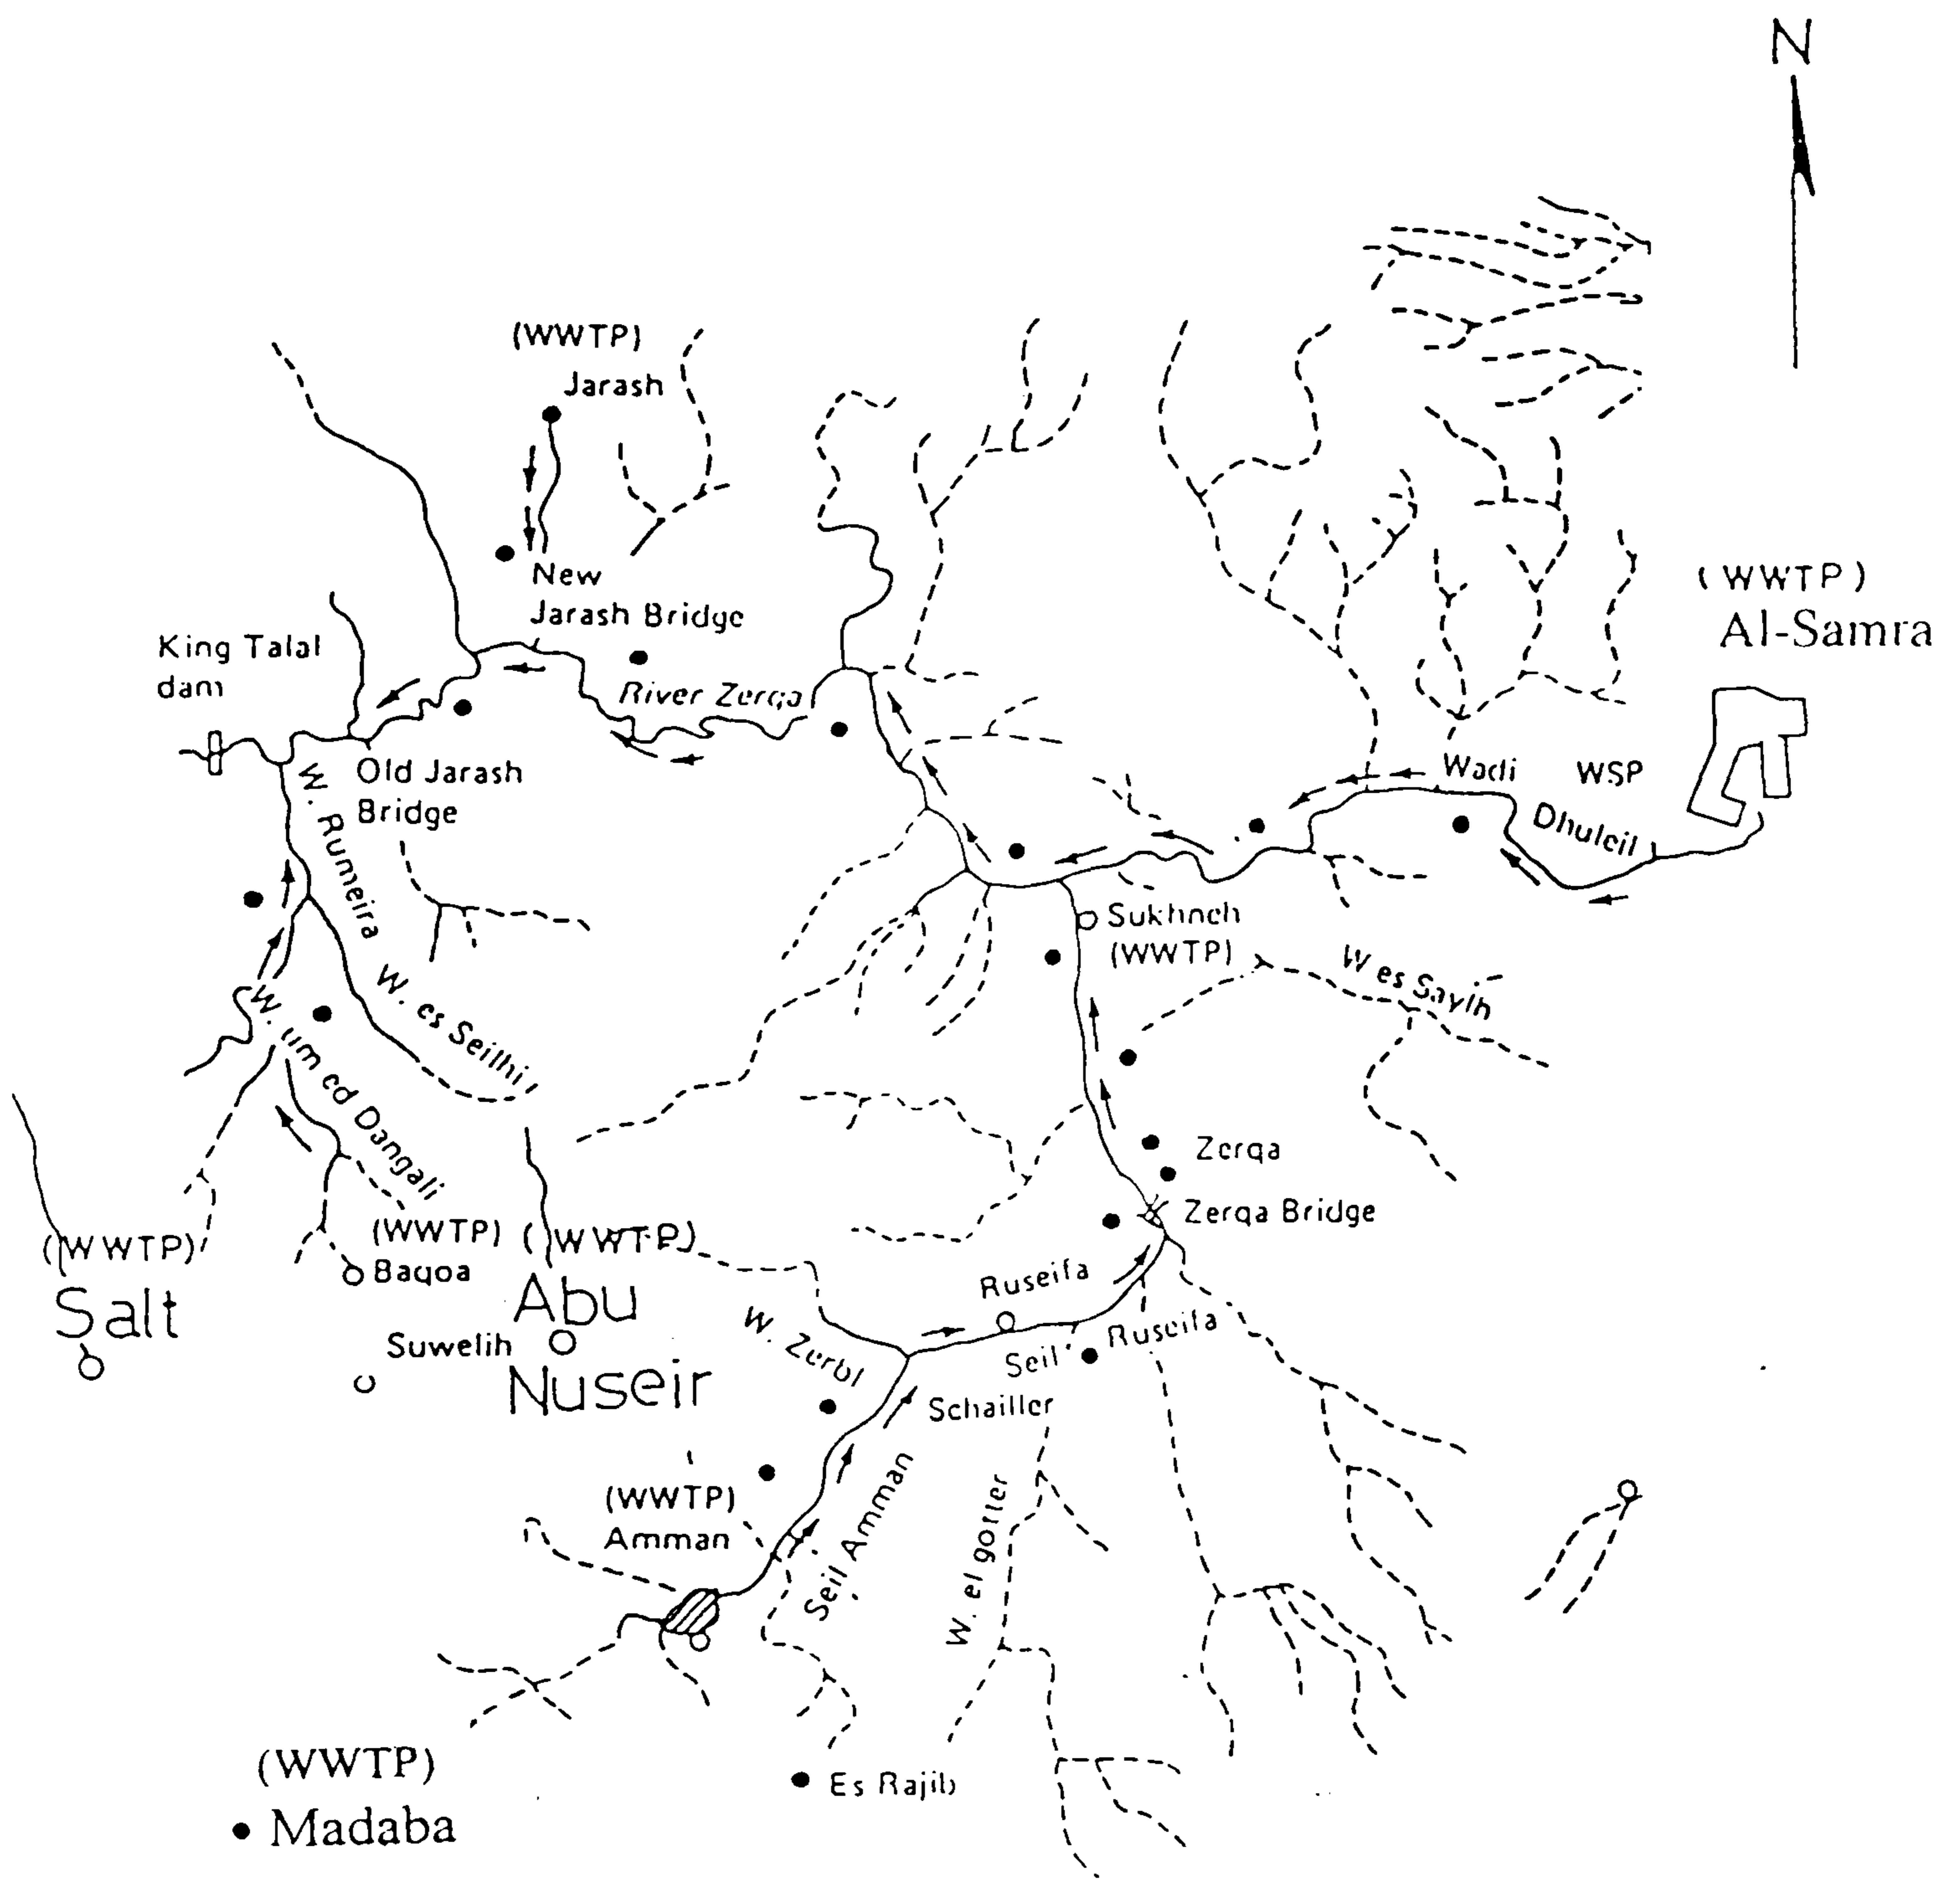 N
(WWTP)
Jarash
New
Jarash Bridge
King Talal
dam
River Zerqa
(WWTP)
Al-Samra
Old Jarash
Bridge
W. Rumeira
Wadi
Dhuleil
WSP
Sukhneh
(WWTP)
W es Sayih
W. es Seilhi
W. um ed Dangali
Zerqa
Zerqa Bridge
(WWTP)
Salt
(WWTP)
Baqoa
(WWTP)
Abu
Nuseir
Suwelih
Ruseifa
W. Zerbl
Seil
Ruseifa
Schailler
(WWTP)
Amman
Seil Amman
W. el gotter
Es Rajib
(WWTP)
Madaba